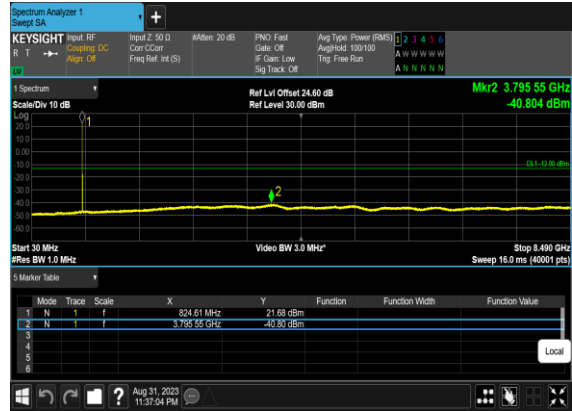 Spectrum Analyzer 1
Swept SA
+
KEYSIGHT Input: RF Input Z: 50 Ω #Atten: 20 dB PNO: Fast Avg Type: Power (RMS) 1 2 3 4 5 6
R T Coupling: DC Corr CCorr Gate: Off Avg|Hold: 100/100 A W W W W W
Align: Off Freq Ref: Int (S) IF Gain: Low Trig: Free Run
Sig Track: Off A N N N N N
1 Spectrum Ref Lvl Offset 24.60 dB Mkr2 3.795 55 GHz
Scale/Div 10 dB Ref Level 30.00 dBm -40.804 dBm
Log
1
20.0
10.0
0.00
-10.0
DL1 -13.00 dBm
-20.0
-30.0
2
-40.0
-50.0
-60.0
Start 30 MHz Video BW 3.0 MHz* Stop 8.490 GHz
#Res BW 1.0 MHz Sweep 16.0 ms (40001 pts)
5 Marker Table
Mode Trace Scale X Y Function Function Width Function Value
1 N 1 f 824.61 MHz 21.68 dBm
2 N 1 f 3.795 55 GHz -40.80 dBm
3
4
5
6
Local
? Aug 31, 2023
11:37:04 PM